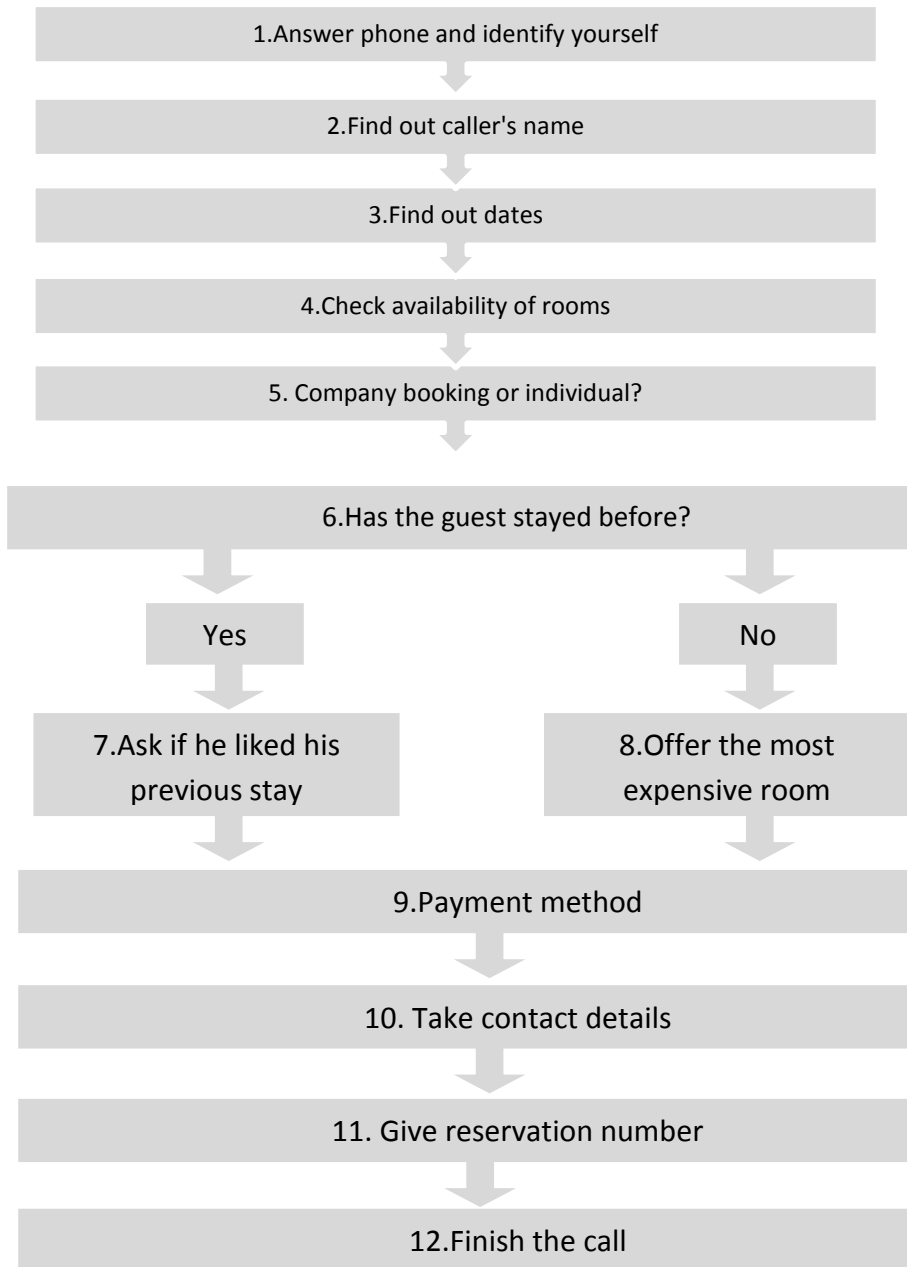 1.Answer phone and identify yourself
2.Find out caller's name
3.Find out dates
4.Check availability of rooms
5. Company booking or individual?
6.Has the guest stayed before?
Yes
No
7.Ask if he liked his
previous stay
8.Offer the most
expensive room
9.Payment method
10. Take contact details
11. Give reservation number
12.Finish the call